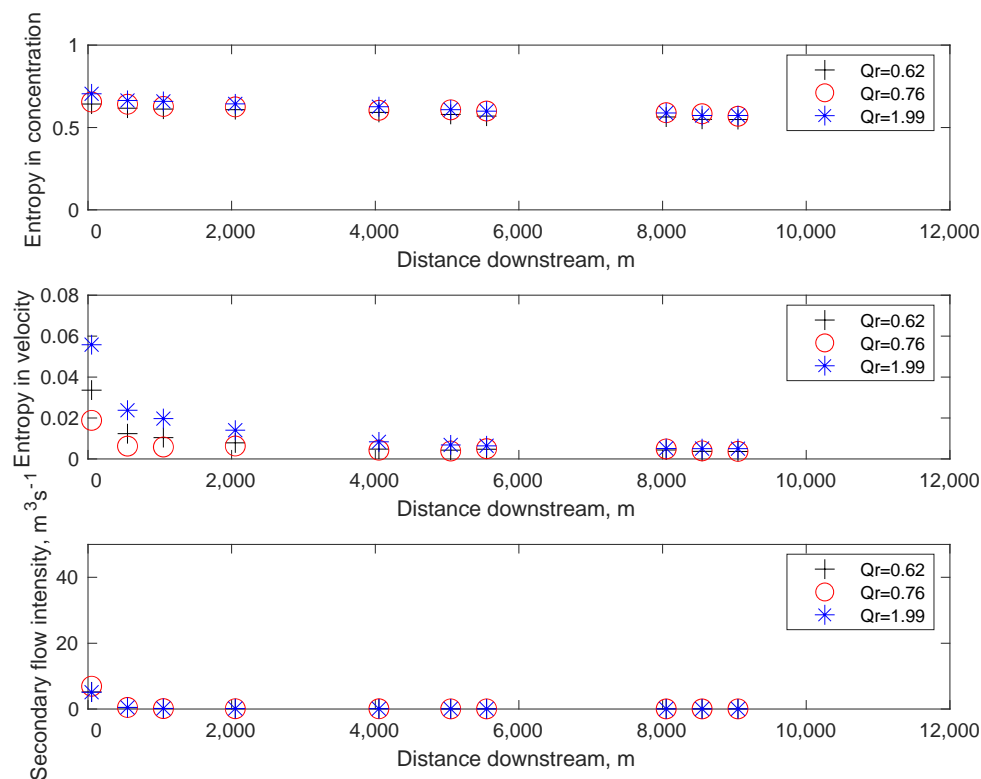 Entropy in concentration
1
0.5
0
0
2,000
4,000
6,000
8,000
10,000
12,000
Distance downstream, m
Qr=0.62
Qr=0.76
Qr=1.99
Entropy in velocity
0.08
0.06
0.04
0.02
0
0
2,000
4,000
6,000
8,000
10,000
12,000
Distance downstream, m
Qr=0.62
Qr=0.76
Qr=1.99
Secondary flow intensity, m³s⁻¹
40
20
0
0
2,000
4,000
6,000
8,000
10,000
12,000
Distance downstream, m
Qr=0.62
Qr=0.76
Qr=1.99